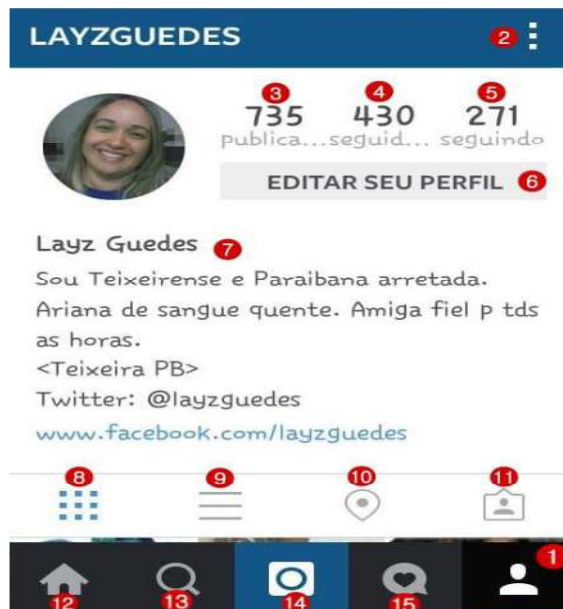 LAYZGUEDES 2
3 4 5
735 430 271
publica... seguid... seguindo
EDITAR SEU PERFIL 6
Layz Guedes 7
Sou Teixeirense e Paraibana arretada.
Ariana de sangue quente. Amiga fiel p tds
as horas.
<Teixeira PB>
Twitter: @layzguedes
www.facebook.com/layzguedes
8 9 10 11
1
12 13 14 15